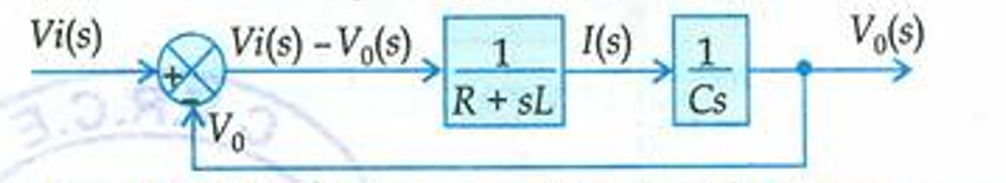 Vi(s)
+
−
V₀
Vi(s) – V₀(s)
1
R + sL
I(s)
1
Cs
V₀(s)